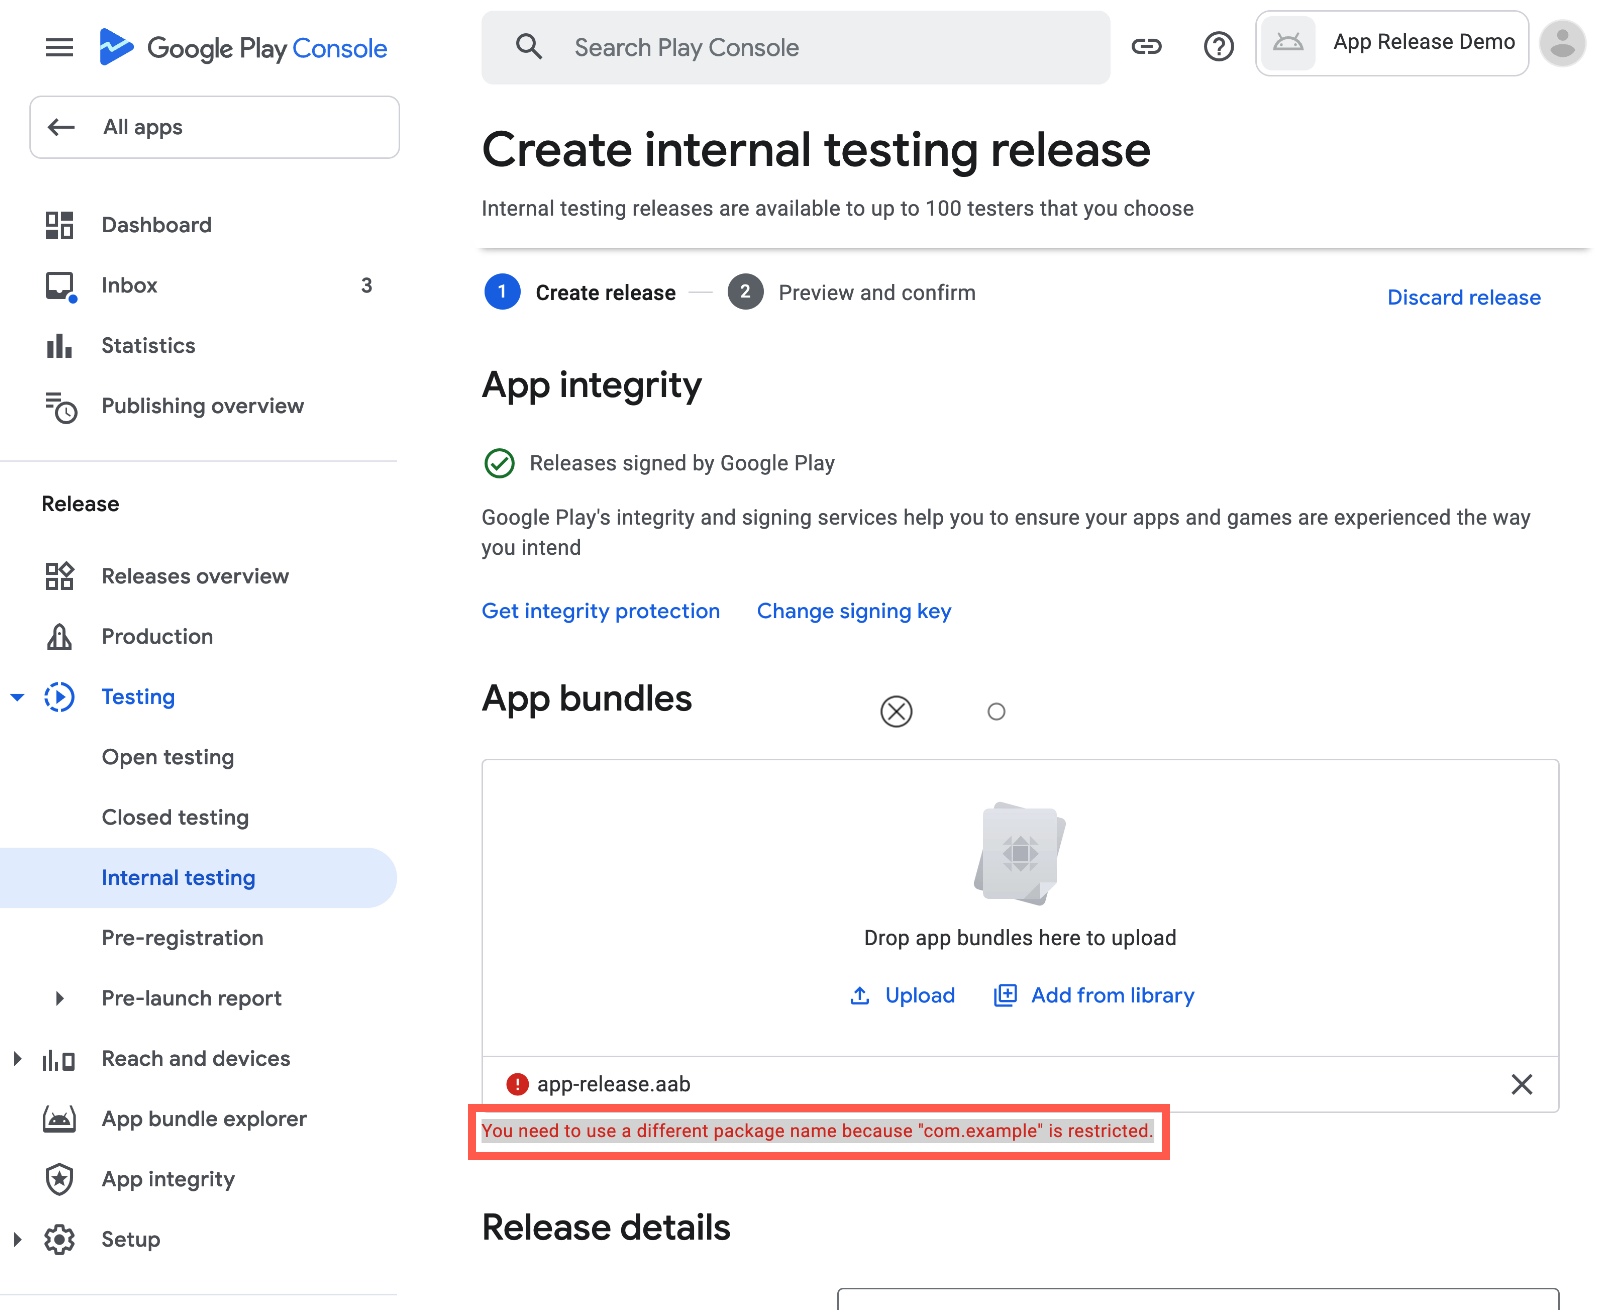 Google Play Console
Search Play Console
App Release Demo
All apps
Create internal testing release
Internal testing releases are available to up to 100 testers that you choose
Dashboard
Inbox 3
Statistics
Publishing overview
1 Create release
2 Preview and confirm
Discard release
App integrity
Releases signed by Google Play
Google Play's integrity and signing services help you to ensure your apps and games are experienced the way
you intend
Get integrity protection
Change signing key
Release
Releases overview
Production
Testing
Open testing
Closed testing
Internal testing
Pre-registration
Pre-launch report
Reach and devices
App bundle explorer
App integrity
Setup
App bundles
Drop app bundles here to upload
Upload
Add from library
app-release.aab
You need to use a different package name because "com.example" is restricted.
Release details